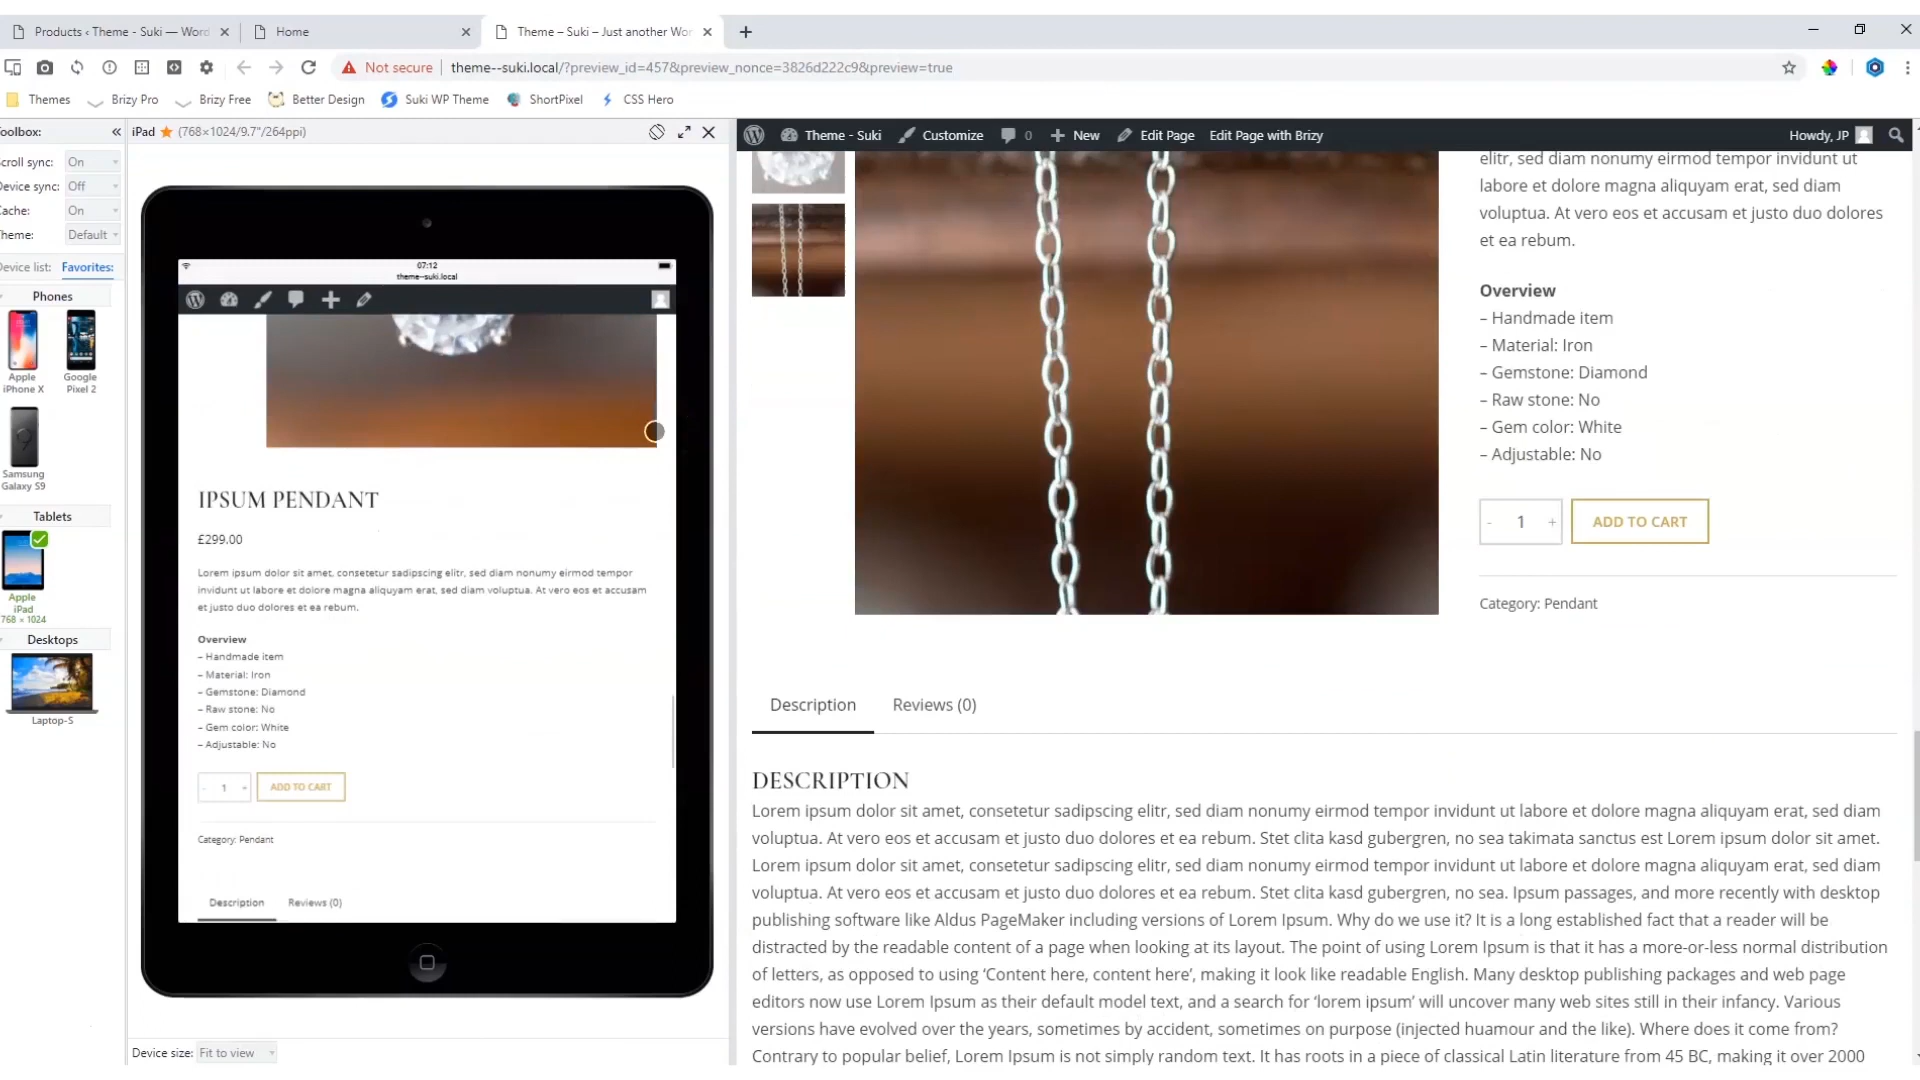 Products ‹ Theme - Suki — Word
Home
Theme – Suki – Just another Wor
Not secure
theme--suki.local/?preview_id=457&preview_nonce=3826d222c9&preview=true
Themes
Brizy Pro
Brizy Free
Better Design
Suki WP Theme
ShortPixel
CSS Hero
oolbox:
«
iPad
(768×1024/9.7"/264ppi)
Scroll sync:
On
Device sync:
Off
Cache:
On
Theme:
Default
Device list:
Favorites:
Phones
Apple
iPhone X
Google
Pixel 2
Samsung
Galaxy S9
Tablets
Apple
iPad
768 × 1024
Desktops
Laptop-S
07:12
theme--suki.local
IPSUM PENDANT
£299.00
Lorem ipsum dolor sit amet, consetetur sadipscing elitr, sed diam nonumy eirmod tempor
invidunt ut labore et dolore magna aliquyam erat, sed diam voluptua. At vero eos et accusam
et justo duo dolores et ea rebum.
Overview
– Handmade item
– Material: Iron
– Gemstone: Diamond
– Raw stone: No
– Gem color: White
– Adjustable: No
- 1 +
ADD TO CART
Category: Pendant
Description
Reviews (0)
Device size:
Fit to view
Theme - Suki
Customize
0
New
Edit Page
Edit Page with Brizy
Howdy, JP
elitr, sed diam nonumy eirmod tempor invidunt ut
labore et dolore magna aliquyam erat, sed diam
voluptua. At vero eos et accusam et justo duo dolores
et ea rebum.
Overview
– Handmade item
– Material: Iron
– Gemstone: Diamond
– Raw stone: No
– Gem color: White
– Adjustable: No
- 1 +
ADD TO CART
Category: Pendant
Description
Reviews (0)
DESCRIPTION
Lorem ipsum dolor sit amet, consetetur sadipscing elitr, sed diam nonumy eirmod tempor invidunt ut labore et dolore magna aliquyam erat, sed diam
voluptua. At vero eos et accusam et justo duo dolores et ea rebum. Stet clita kasd gubergren, no sea takimata sanctus est Lorem ipsum dolor sit amet.
Lorem ipsum dolor sit amet, consetetur sadipscing elitr, sed diam nonumy eirmod tempor invidunt ut labore et dolore magna aliquyam erat, sed diam
voluptua. At vero eos et accusam et justo duo dolores et ea rebum. Stet clita kasd gubergren, no sea. Ipsum passages, and more recently with desktop
publishing software like Aldus PageMaker including versions of Lorem Ipsum. Why do we use it? It is a long established fact that a reader will be
distracted by the readable content of a page when looking at its layout. The point of using Lorem Ipsum is that it has a more-or-less normal distribution
of letters, as opposed to using ‘Content here, content here’, making it look like readable English. Many desktop publishing packages and web page
editors now use Lorem Ipsum as their default model text, and a search for ‘lorem ipsum’ will uncover many web sites still in their infancy. Various
versions have evolved over the years, sometimes by accident, sometimes on purpose (injected huamour and the like). Where does it come from?
Contrary to popular belief, Lorem Ipsum is not simply random text. It has roots in a piece of classical Latin literature from 45 BC, making it over 2000